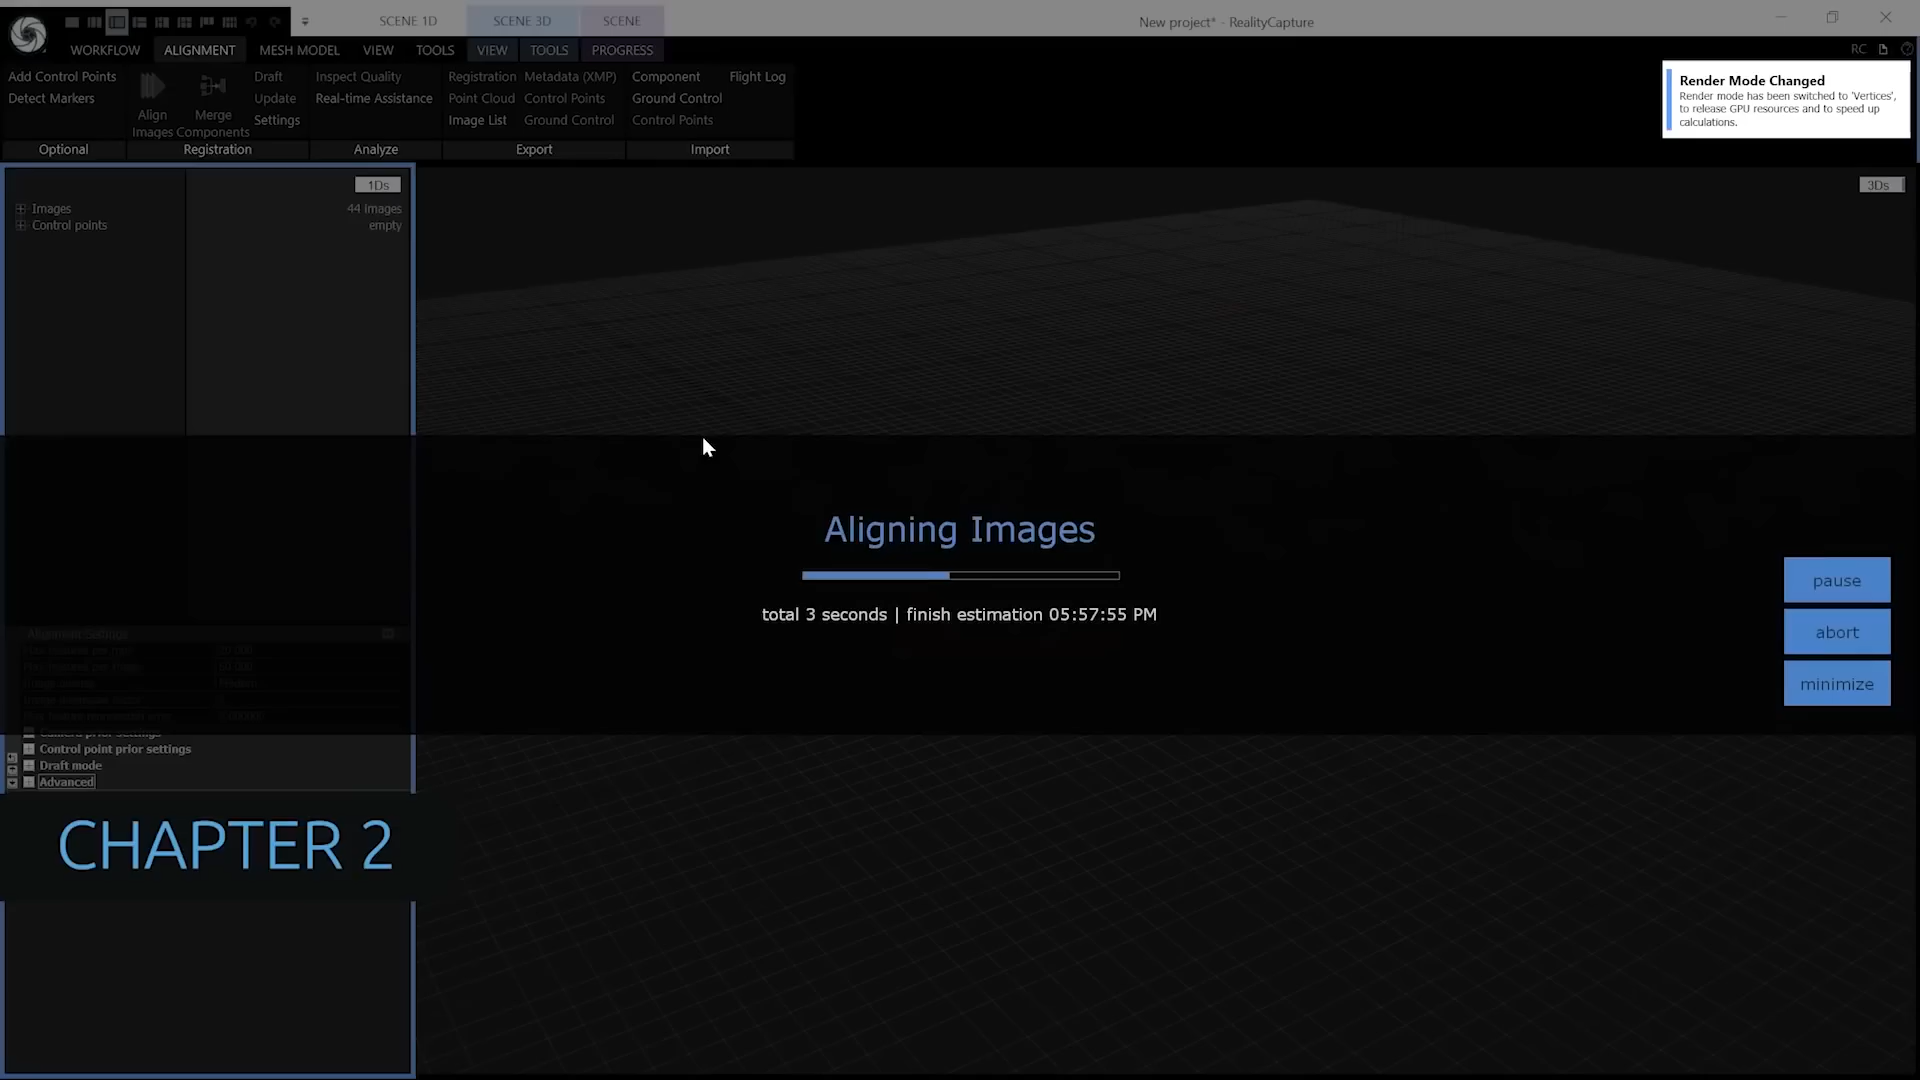 SCENE 1D
SCENE 3D
SCENE
New project* - RealityCapture
WORKFLOW
ALIGNMENT
MESH MODEL
VIEW
TOOLS
VIEW
TOOLS
PROGRESS
RC
Add Control Points
Detect Markers
Optional
Align
Images
Merge
Components
Draft
Update
Settings
Registration
Inspect Quality
Real-time Assistance
Analyze
Registration
Metadata (XMP)
Point Cloud
Control Points
Image List
Ground Control
Export
Component
Flight Log
Ground Control
Control Points
Import
Render Mode Changed
Render mode has been switched to 'Vertices',
to release GPU resources and to speed up
calculations.
1Ds
Images
44 images
Control points
empty
3Ds
Aligning Images
total 3 seconds | finish estimation 05:57:55 PM
pause
abort
minimize
Alignment Settings
Camera prior settings
Control point prior settings
Draft mode
Advanced
CHAPTER 2